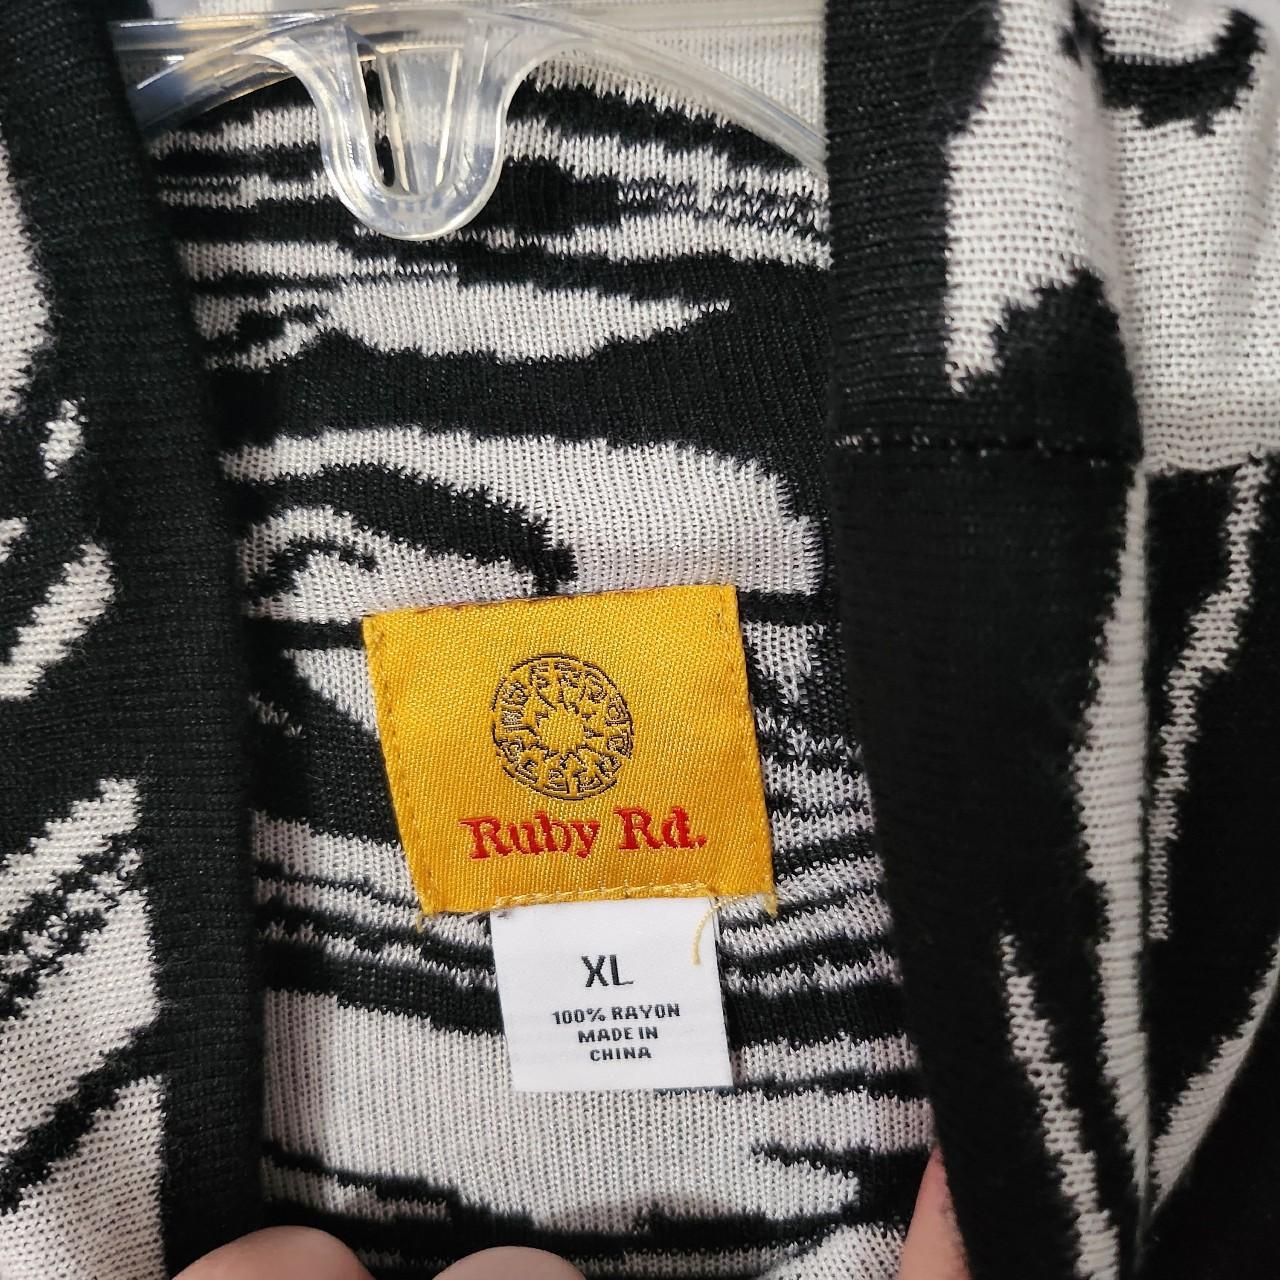 Ruby Rd.
XL
100% RAYON
MADE IN
CHINA